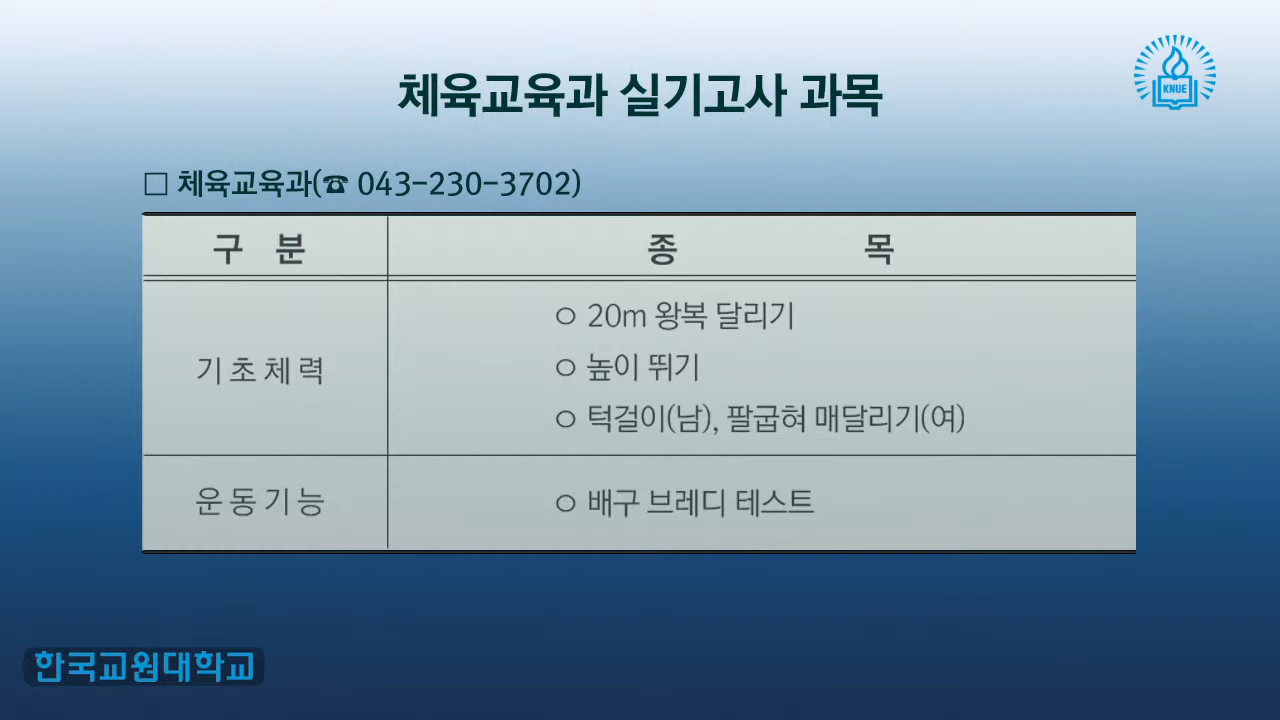 체육교육과 실기고사 과목
KNUE
□ 체육교육과(☎ 043-230-3702)
구 분 종 목
기초체력
○ 20m 왕복 달리기
○ 높이 뛰기
○ 턱걸이(남), 팔굽혀 매달리기(여)
운동기능
○ 배구 브레디 테스트
한국교원대학교